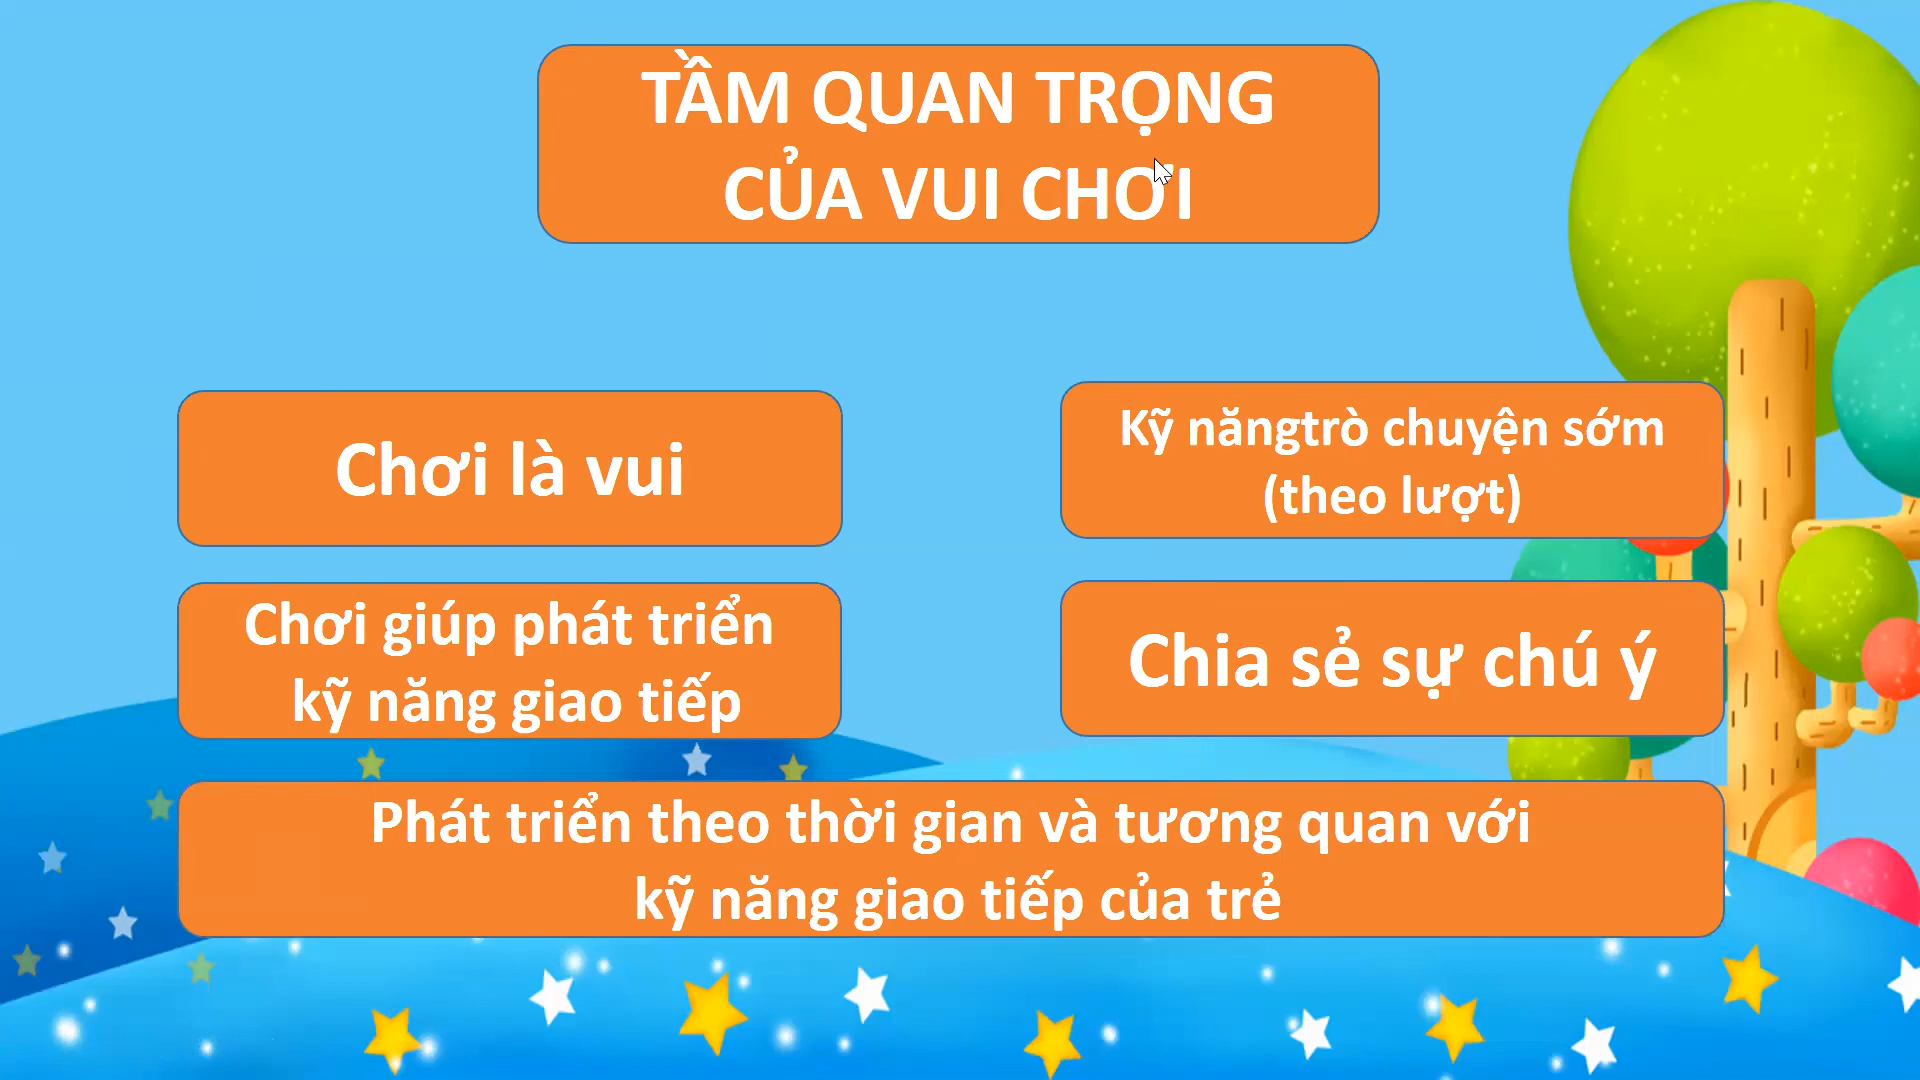 TẦM QUAN TRỌNG
CỦA VUI CHƠI
Chơi là vui
Kỹ năngtrò chuyện sớm
(theo lượt)
Chơi giúp phát triển
kỹ năng giao tiếp
Chia sẻ sự chú ý
Phát triển theo thời gian và tương quan với
kỹ năng giao tiếp của trẻ